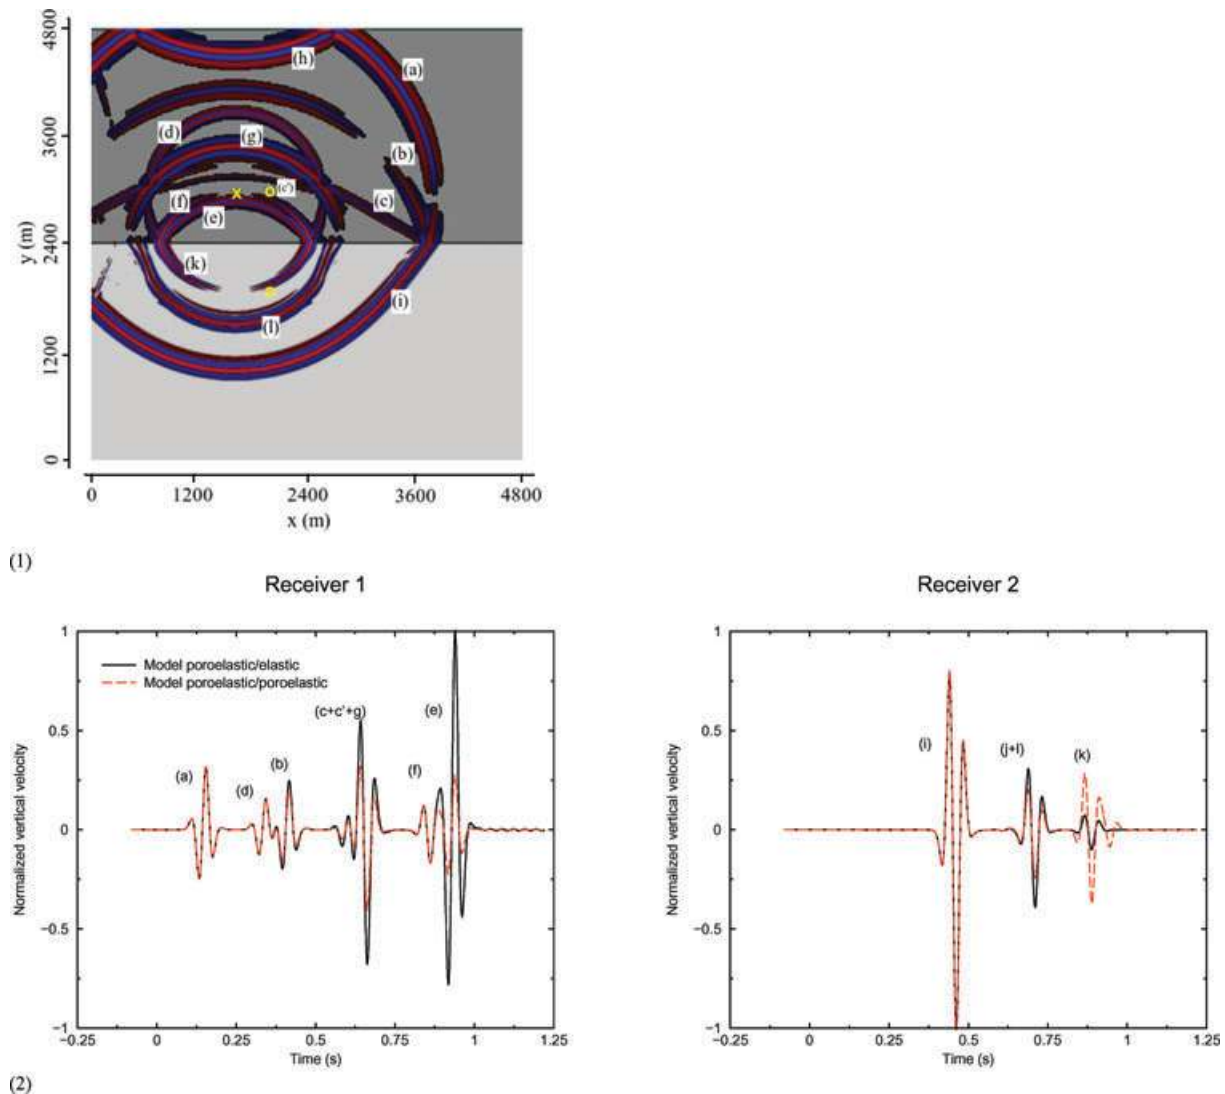 4800
3600
2400
1200
0
y (m)
(h)
(a)
(d)
(g)
(b)
(c')
(c)
(f)
(e)
(k)
(i)
(l)
0 1200 2400 3600 4800
x (m)
(1)
Receiver 1
Normalized vertical velocity
1
0.5
0
−0.5
−1
Model poroelastic/elastic
Model poroelastic/poroelastic
(a)
(d)
(b)
(c+c'+g)
(f)
(e)
−0.25 0 0.25 0.5 0.75 1 1.25
Time (s)
Receiver 2
Normalized vertical velocity
1
0.5
0
−0.5
−1
(i)
(j+l)
(k)
−0.25 0 0.25 0.5 0.75 1 1.25
Time (s)
(2)